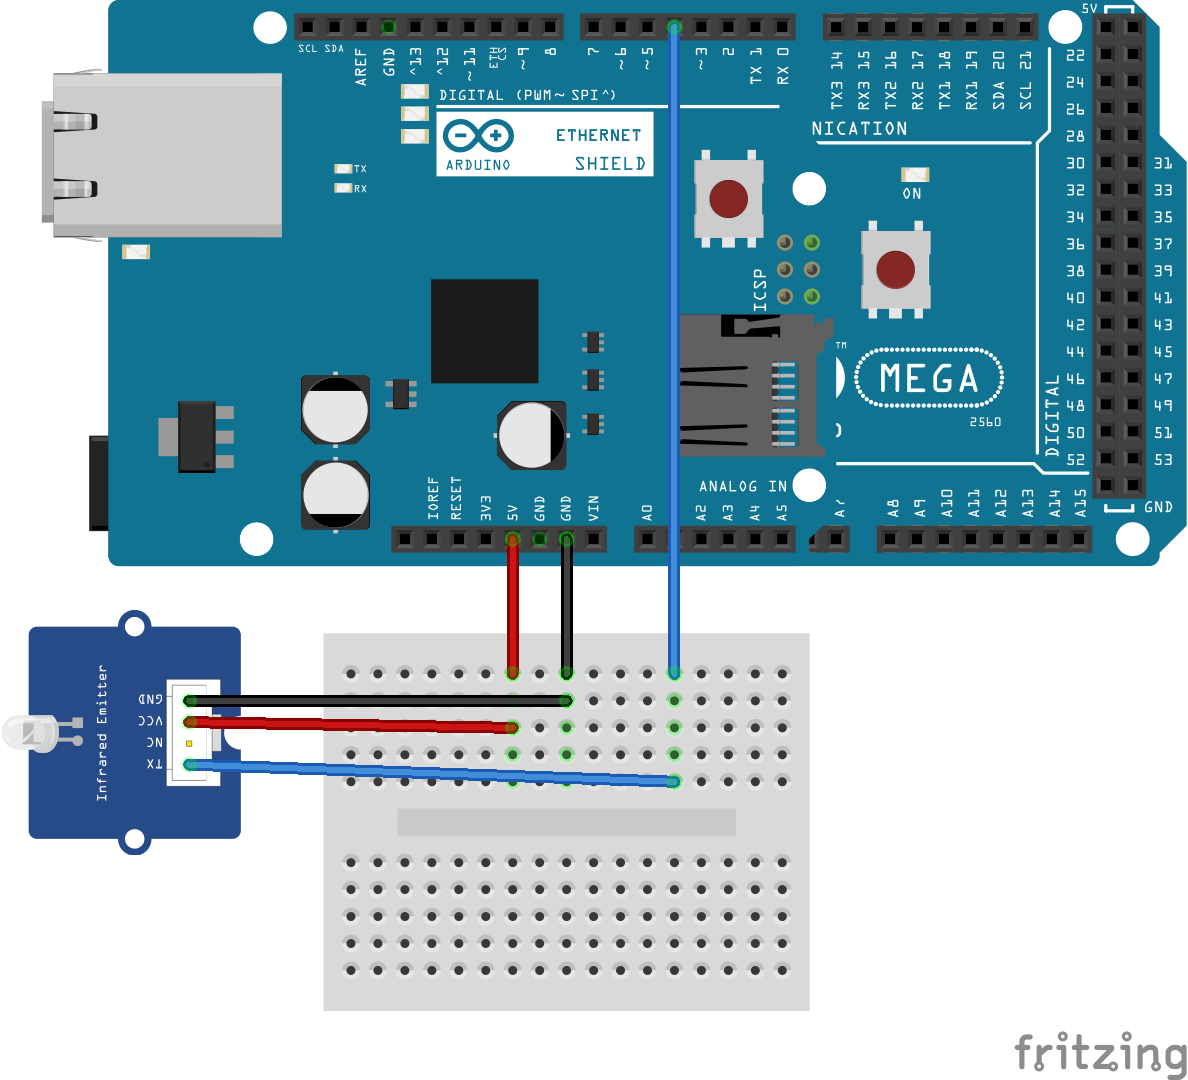 5V
SCL SDA
AREF
GND
^13
^12
~11
ETH CS
~9
8
7
~6
~5
~3
2
TX 1
RX 0
TX3 14
RX3 15
TX2 16
RX2 17
TX1 18
RX1 19
SDA 20
SCL 21
22
24
26
28
30 31
32 33
34 35
36 37
38 39
40 41
42 43
44 45
46 47
48 49
50 51
52 53
GND
DIGITAL
DIGITAL (PWM~ SPI^)
ARDUINO
ETHERNET
SHIELD
NICATION
TX
RX
ON
ICSP
TM
MEGA
2560
ANALOG IN
IOREF
RESET
3V3
5V
GND
GND
VIN
A0
A2
A3
A4
A5
A7
A8
A9
A10
A11
A12
A13
A14
A15
Infrared Emitter
GND
VCC
NC
TX
fritzing